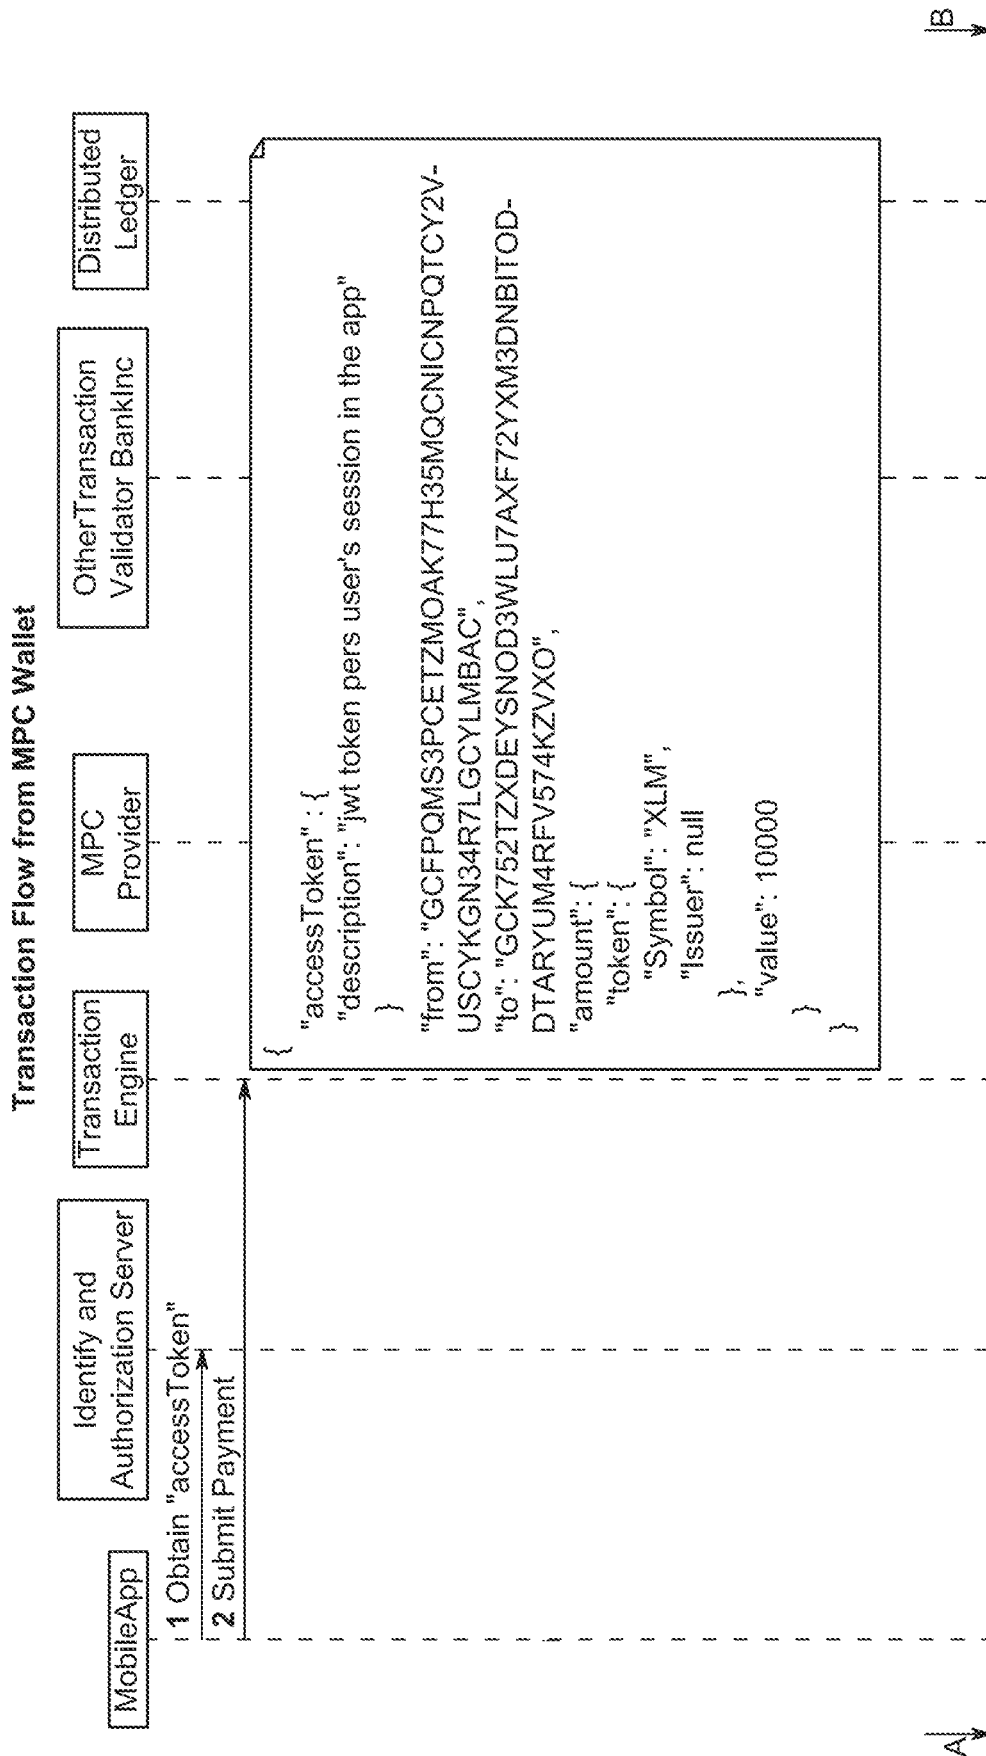 Transaction Flow from MPC Wallet
MobileApp
Identify and
Authorization Server
Transaction
Engine
MPC
Provider
OtherTransaction
Validator BankInc
Distributed
Ledger
1 Obtain "accessToken"
2 Submit Payment
{
"accessToken" : {
"description": "jwt token pers user's session in the app"
}
"from": "GCFPQMS3PCETZMOAK77H35MQCNICNPQTCY2V-
USCYKGN34R7LGCYLMBAC",
"to": "GCK752TZXDEYSNOD3WLU7AXF72YXM3DNBITOD-
DTARYUM4RFV574KZVXO",
"amount": {
"token": {
"Symbol": "XLM",
"Issuer": null
},
"value": 10000
}
}
A
B